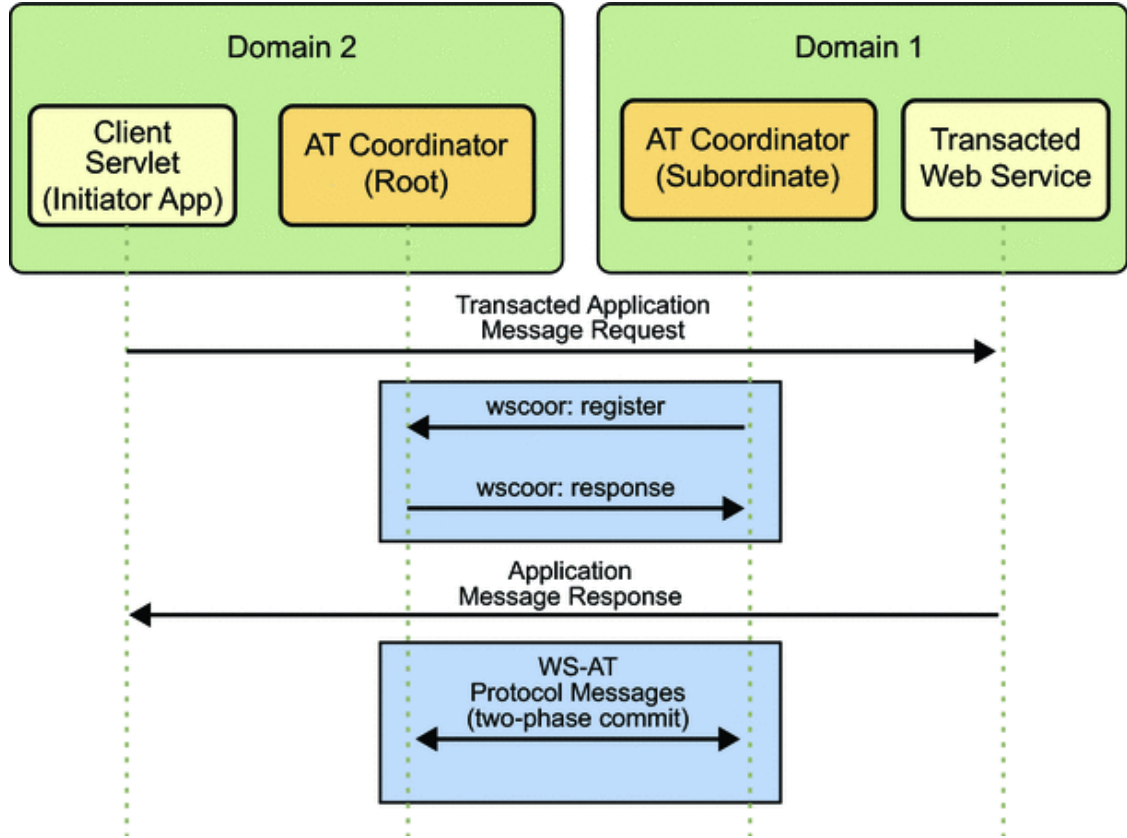 Domain 2
Domain 1
Client
Servlet
(Initiator App)
AT Coordinator
(Root)
AT Coordinator
(Subordinate)
Transacted
Web Service
Transacted Application
Message Request
wscoor: register
wscoor: response
Application
Message Response
WS-AT
Protocol Messages
(two-phase commit)